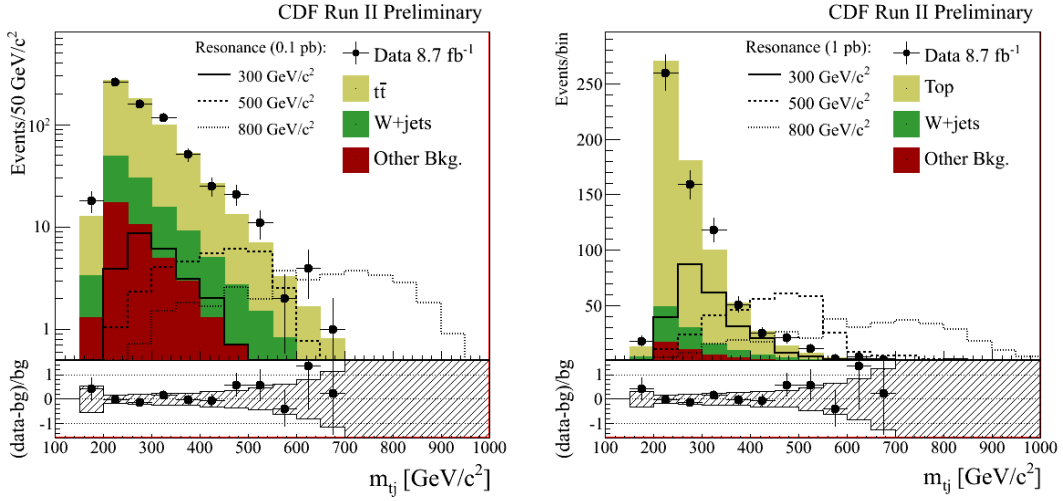 CDF Run II Preliminary
Events/50 GeV/c²
10²
10
1
Resonance (0.1 pb):
300 GeV/c²
500 GeV/c²
800 GeV/c²
Data 8.7 fb⁻¹
tt̄
W+jets
Other Bkg.
(data-bg)/bg
1
0
-1
100 200 300 400 500 600 700 800 900 1000
m_tj [GeV/c²]
CDF Run II Preliminary
Events/bin
250
200
150
100
50
Resonance (1 pb):
300 GeV/c²
500 GeV/c²
800 GeV/c²
Data 8.7 fb⁻¹
Top
W+jets
Other Bkg.
(data-bg)/bg
1
0
-1
100 200 300 400 500 600 700 800 900 1000
m_tj [GeV/c²]